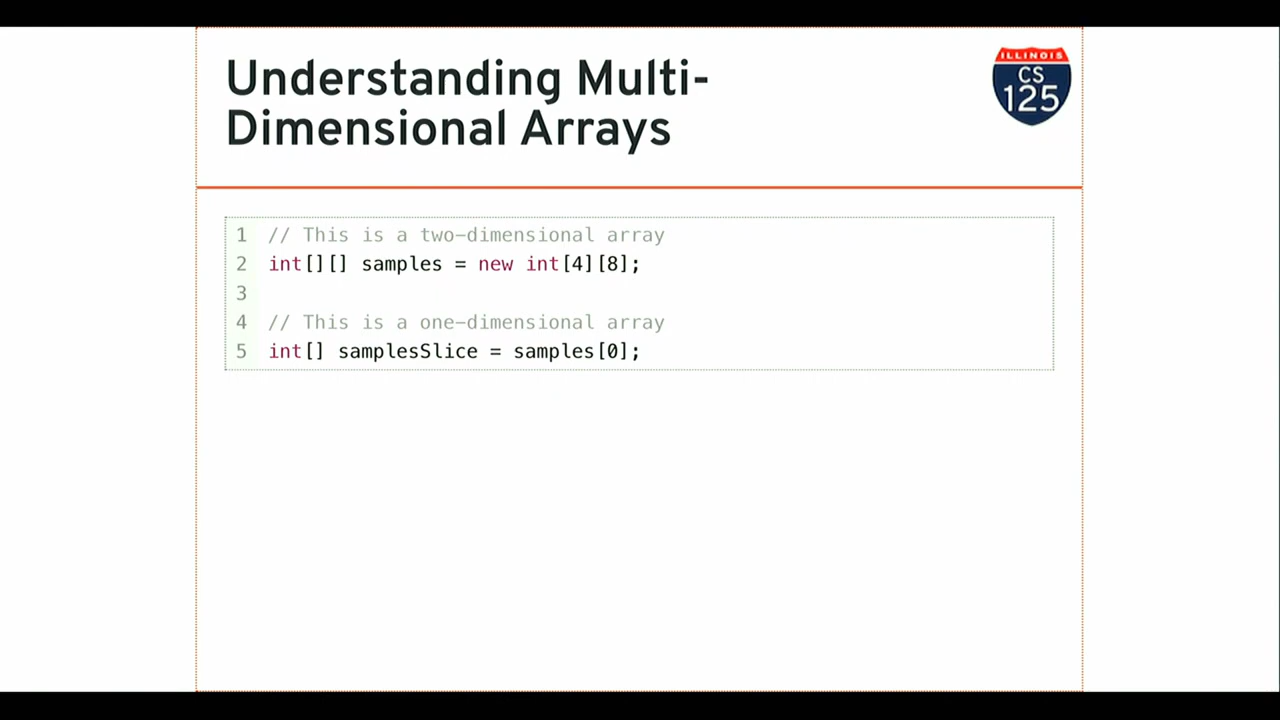 Understanding Multi-
Dimensional Arrays
ILLINOIS
CS
125
1 // This is a two-dimensional array
2 int[][] samples = new int[4][8];
3
4 // This is a one-dimensional array
5 int[] samplesSlice = samples[0];